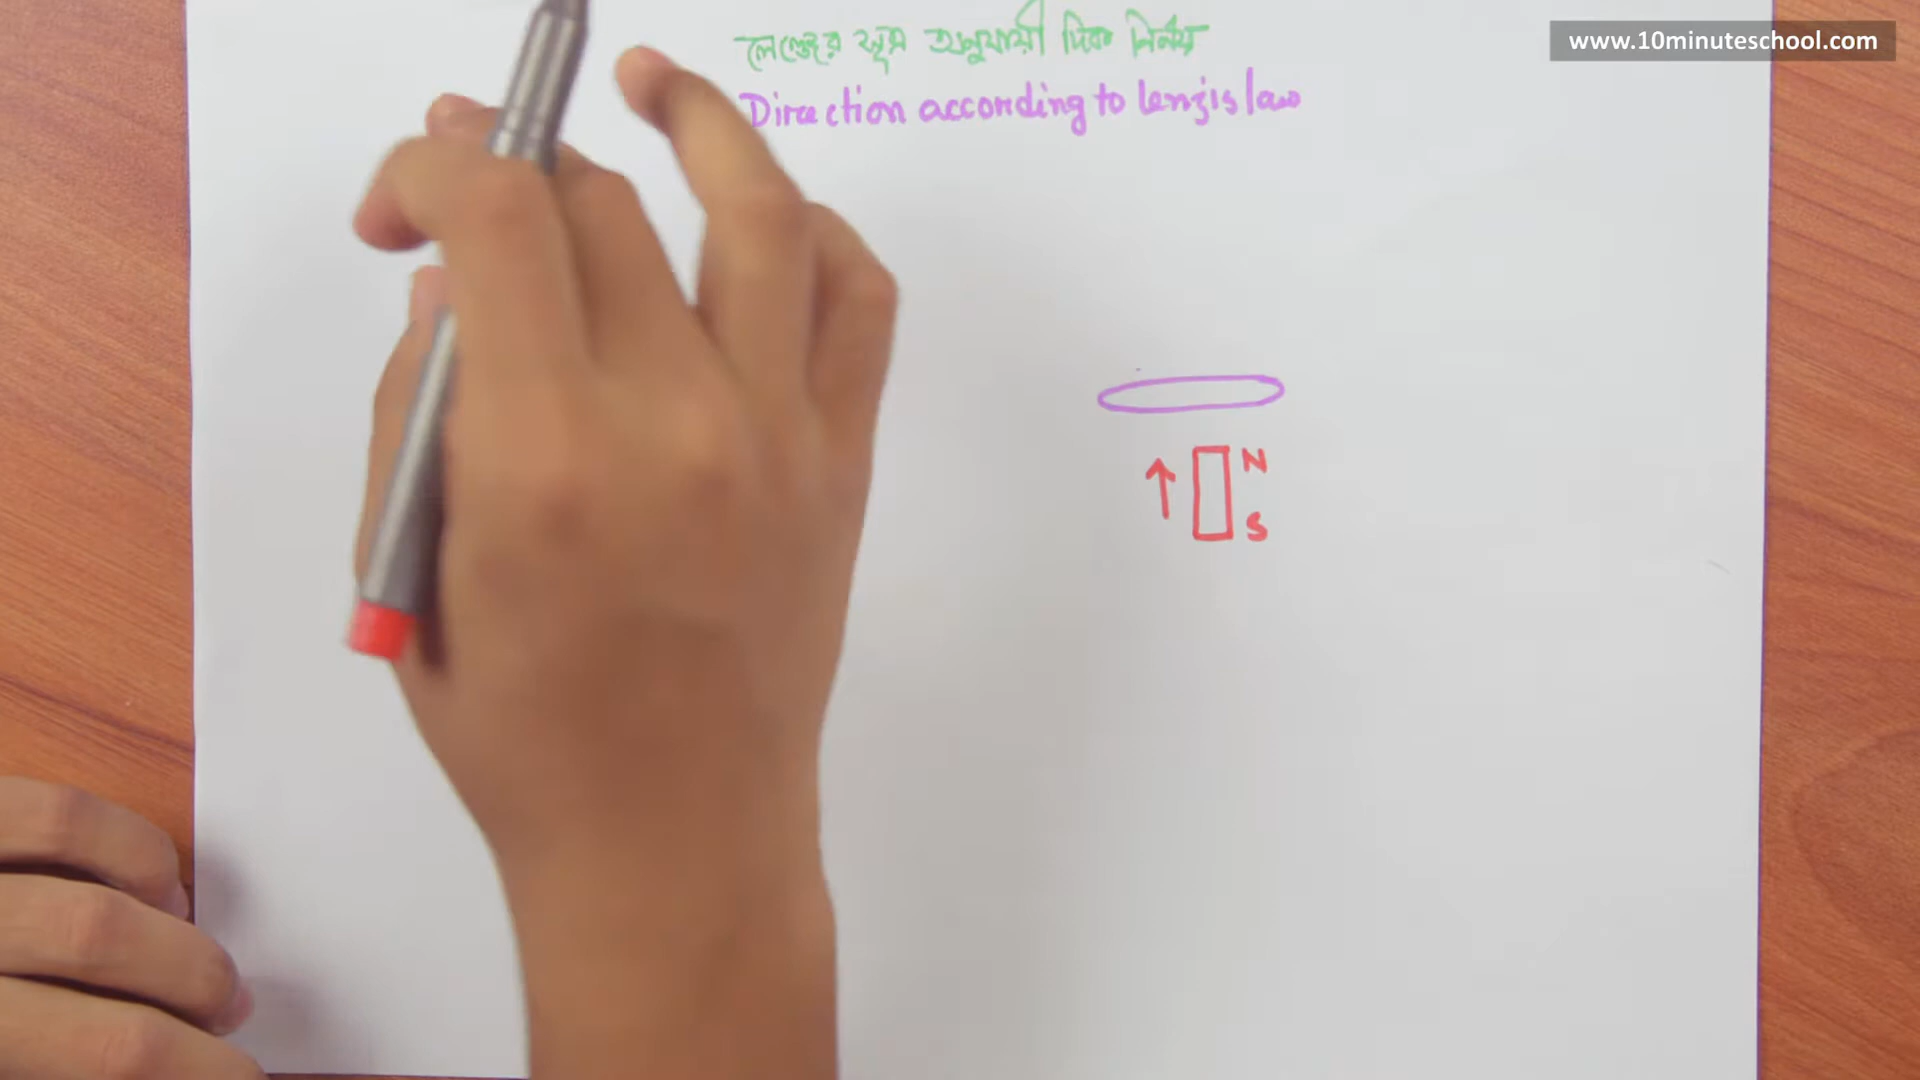 www.10minuteschool.com
লেঞ্জের সূত্র অনুযায়ী দিক নির্ণয়
Direction according to lenz's law
N
S